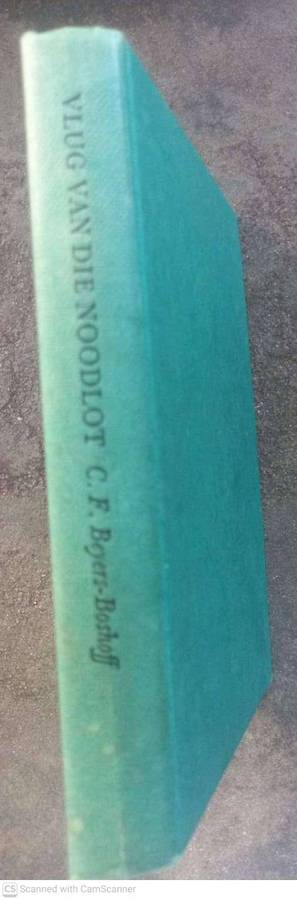 VLUG VAN DIE NOODLOT C. F. Beyers-Boshoff
CS Scanned with CamScanner